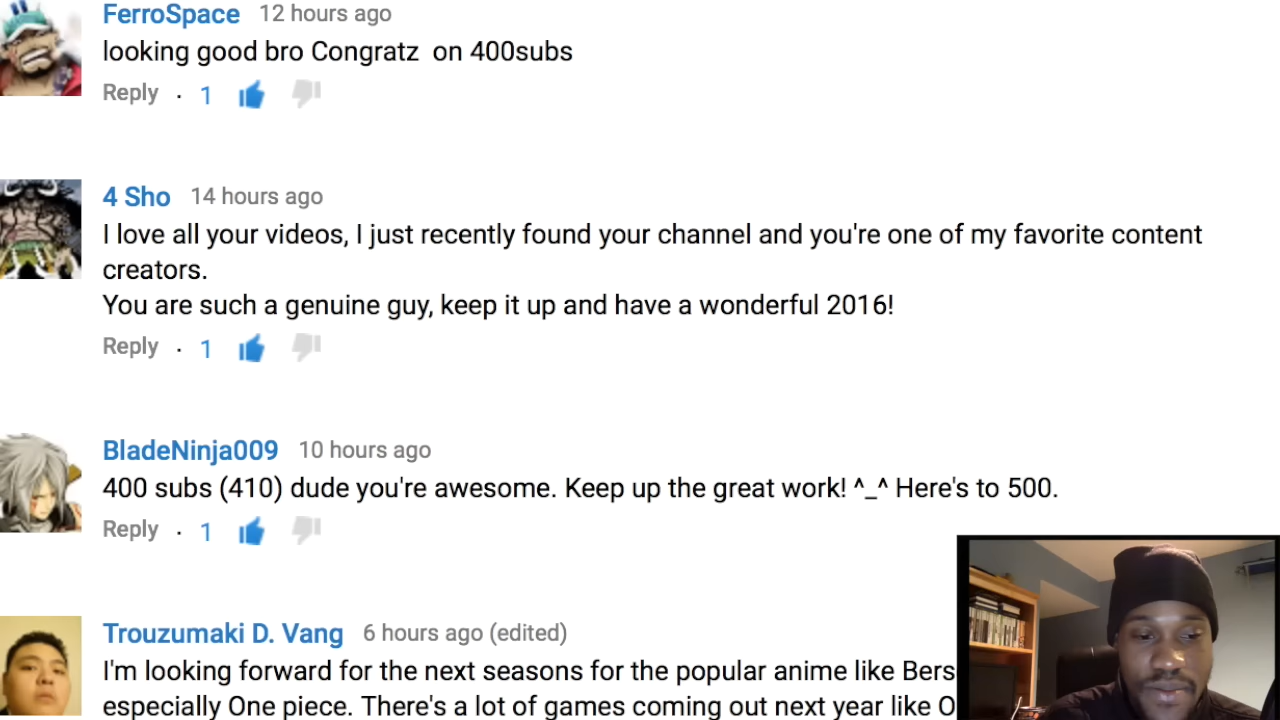 FerroSpace 12 hours ago
looking good bro Congratz  on 400subs
Reply · 1
4 Sho 14 hours ago
I love all your videos, I just recently found your channel and you're one of my favorite content
creators.
You are such a genuine guy, keep it up and have a wonderful 2016!
Reply · 1
BladeNinja009 10 hours ago
400 subs (410) dude you're awesome. Keep up the great work! ^_^ Here's to 500.
Reply · 1
Trouzumaki D. Vang 6 hours ago (edited)
I'm looking forward for the next seasons for the popular anime like Bers
especially One piece. There's a lot of games coming out next year like O